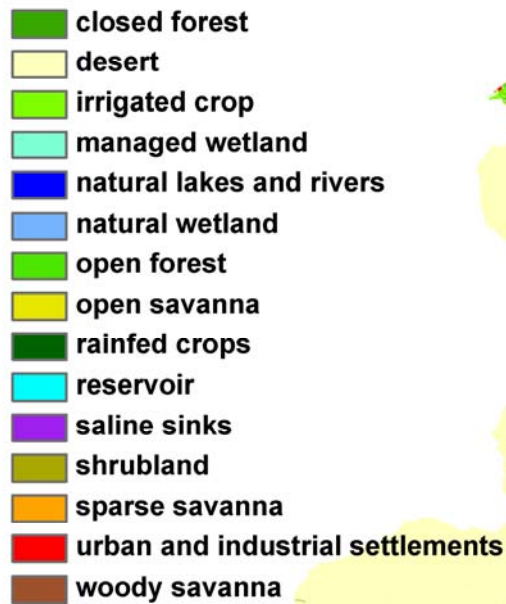 closed forest
desert
irrigated crop
managed wetland
natural lakes and rivers
natural wetland
open forest
open savanna
rainfed crops
reservoir
saline sinks
shrubland
sparse savanna
urban and industrial settlements
woody savanna